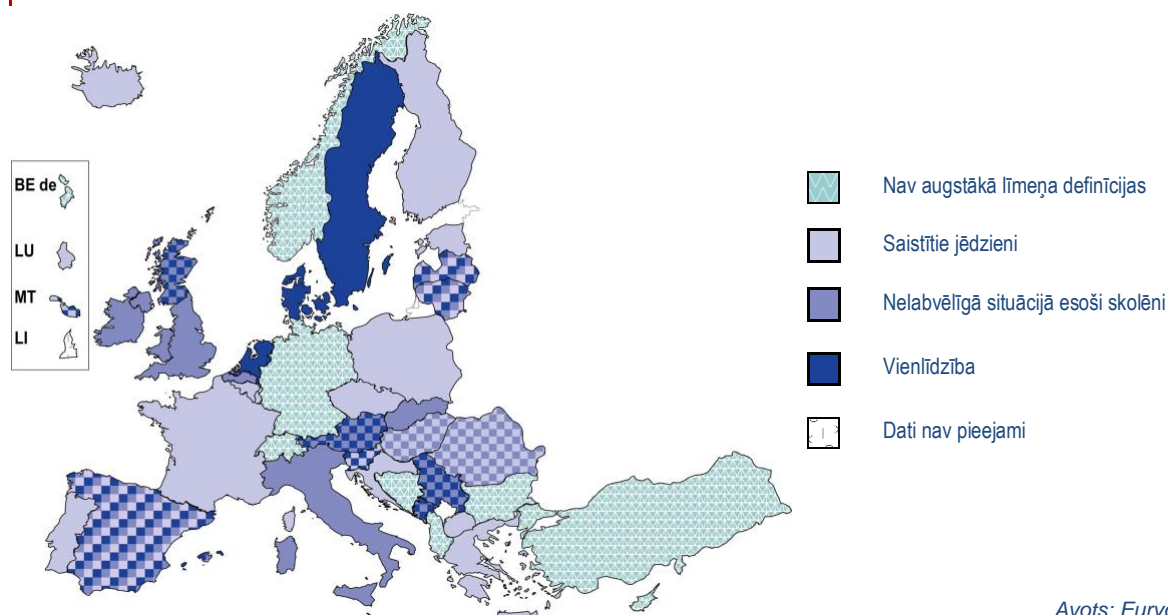 BE de
LU
MT
LI
Nav augstākā līmeņa definīcijas
Saistītie jēdzieni
Nelabvēlīgā situācijā esoši skolēni
Vienlīdzība
Dati nav pieejami
Avots: